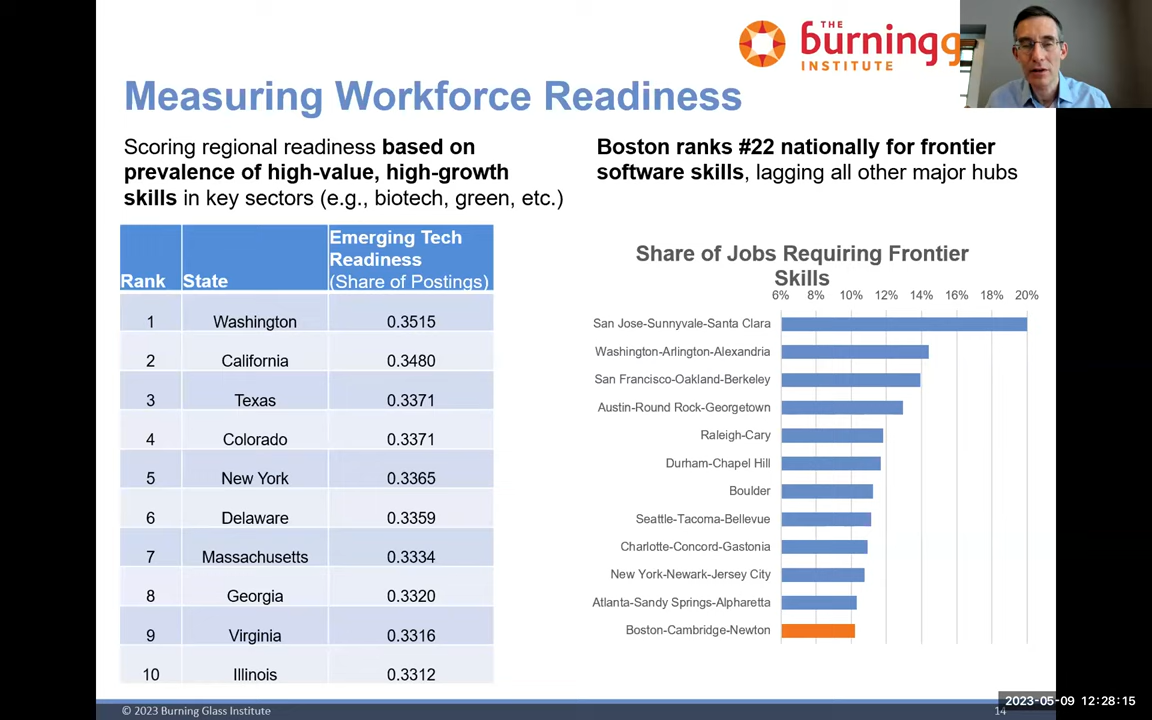 THE
burningg
INSTITUTE
Measuring Workforce Readiness
Scoring regional readiness based on
prevalence of high-value, high-growth
skills in key sectors (e.g., biotech, green, etc.)
Boston ranks #22 nationally for frontier
software skills, lagging all other major hubs
Rank State Emerging Tech Readiness (Share of Postings)
1 Washington 0.3515
2 California 0.3480
3 Texas 0.3371
4 Colorado 0.3371
5 New York 0.3365
6 Delaware 0.3359
7 Massachusetts 0.3334
8 Georgia 0.3320
9 Virginia 0.3316
10 Illinois 0.3312
Share of Jobs Requiring Frontier
Skills
6% 8% 10% 12% 14% 16% 18% 20%
San Jose-Sunnyvale-Santa Clara
Washington-Arlington-Alexandria
San Francisco-Oakland-Berkeley
Austin-Round Rock-Georgetown
Raleigh-Cary
Durham-Chapel Hill
Boulder
Seattle-Tacoma-Bellevue
Charlotte-Concord-Gastonia
New York-Newark-Jersey City
Atlanta-Sandy Springs-Alpharetta
Boston-Cambridge-Newton
© 2023 Burning Glass Institute
14
2023-05-09 12:28:15